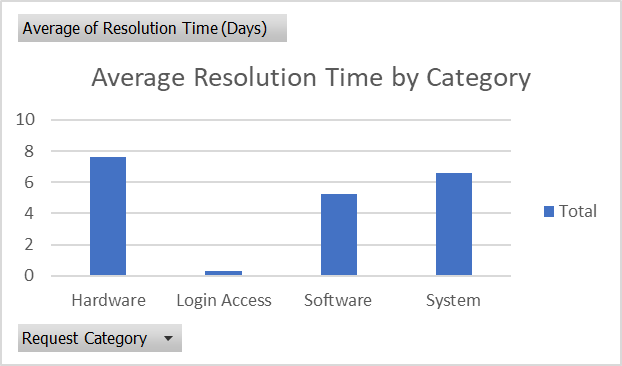 Average of Resolution Time (Days)
Average Resolution Time by Category
10
8
6
4
2
0
Hardware Login Access Software System
Total
Request Category